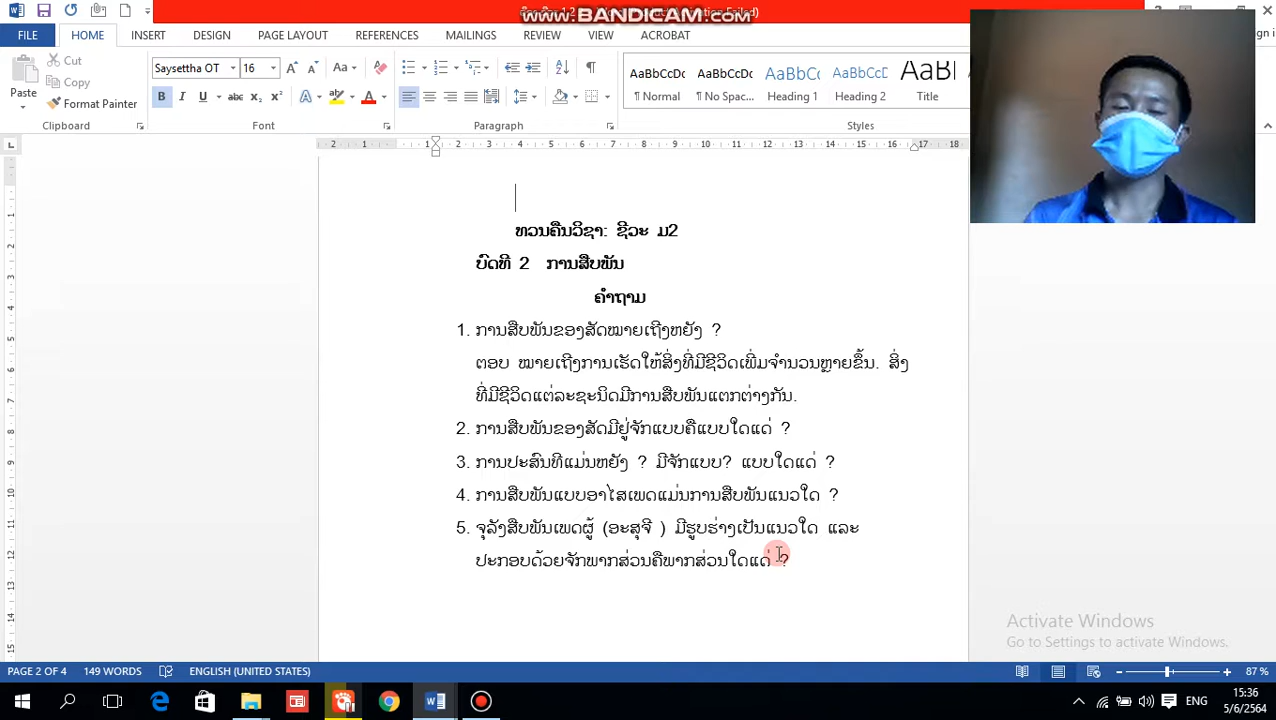 www.BANDICAM.com
FILE HOME INSERT DESIGN PAGE LAYOUT REFERENCES MAILINGS REVIEW VIEW ACROBAT
Cut
Copy
Format Painter
Paste
Saysettha OT 16
AaBbCcDc AaBbCcDc AaBbCc AaBbCcC AaBb
¶ Normal ¶ No Spac... Heading 1 Heading 2 Title
Clipboard Font Paragraph Styles
ທວນຄືນວິຊາ: ຊີວະ ມ2
ບົດທີ 2 ການສືບພັນ
ຄຳຖາມ
1. ການສືບພັນຂອງສັດໝາຍເຖີງຫຍັງ ?
ຕອບ ໝາຍເຖີງການເຮັດໃຫ້ສິ່ງທີ່ມີຊີວິດເພີ່ມຈຳນວນຫຼາຍຂຶ້ນ. ສິ່ງ
ທີ່ມີຊີວິດແຕ່ລະຊະນິດມີການສືບພັນແຕກຕ່າງກັນ.
2. ການສືບພັນຂອງສັດມີຢູ່ຈັກແບບຄືແບບໃດແດ່ ?
3. ການປະສົນທິແມ່ນຫຍັງ ? ມີຈັກແບບ? ແບບໃດແດ່ ?
4. ການສືບພັນແບບອາໄສເພດແມ່ນການສືບພັນແນວໃດ ?
5. ຈຸລັງສືບພັນເພດຜູ້ (ອະສຸຈິ ) ມີຮູບຮ່າງເປັນແນວໃດ ແລະ
ປະກອບດ້ວຍຈັກພາກສ່ວນຄືພາກສ່ວນໃດແດ່ ?
Activate Windows
Go to Settings to activate Windows.
PAGE 2 OF 4 149 WORDS ENGLISH (UNITED STATES) 87 %
ENG 15:36
5/6/2564